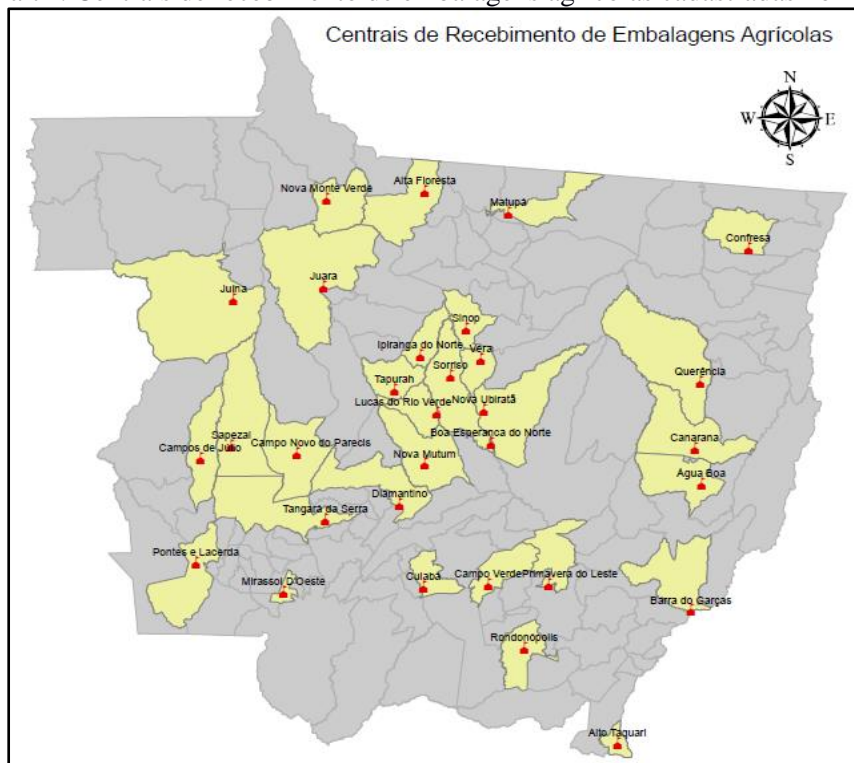 Centrais de Recebimento de Embalagens Agrícolas
N
W E
S
Nova Monte Verde
Alta Floresta
Matupá
Confresa
Juina
Juara
Sinop
Ipiranga do Norte
Vera
Sorriso
Tapurah
Querência
Lucas do Rio Verde
Nova Ubiratã
Boa Esperança do Norte
Sapezal
Campos de Júlio
Campo Novo do Parecis
Canarana
Nova Mutum
Água Boa
Diamantino
Tangará da Serra
Pontes e Lacerda
Mirassol D'Oeste
Cuiabá
Campo Verde
Primavera do Leste
Barra do Garças
Rondonópolis
Alto Taquari